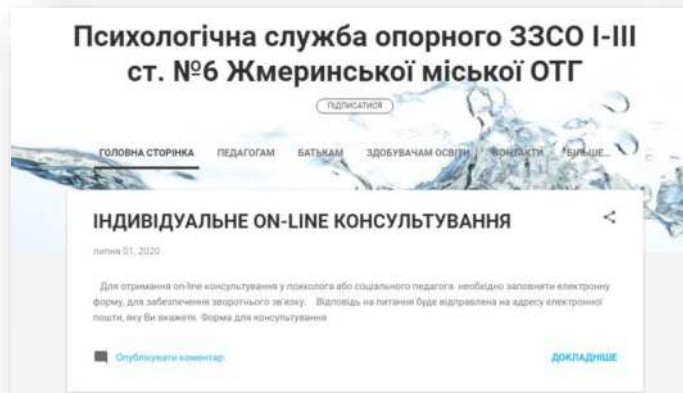 Психологічна служба опорного ЗЗСО І-ІІІ
ст. №6 Жмеринської міської ОТГ
ПІДПИСАТИСЯ
ГОЛОВНА СТОРІНКА ПЕДАГОГАМ БАТЬКАМ ЗДОБУВАЧАМ ОСВІТИ КОНТАКТИ БІЛЬШЕ...
ІНДИВІДУАЛЬНЕ ON-LINE КОНСУЛЬТУВАННЯ
липня 01, 2020
Для отримання on-line консультування у психолога або соціального педагога необхідно заповнити електронну
форму, для забезпечення зворотнього зв'язку. Відповідь на питання буде відправлена на адресу електронної
пошти, яку Ви вкажете. Форма для консультування
Опублікувати коментар
ДОКЛАДНІШЕ